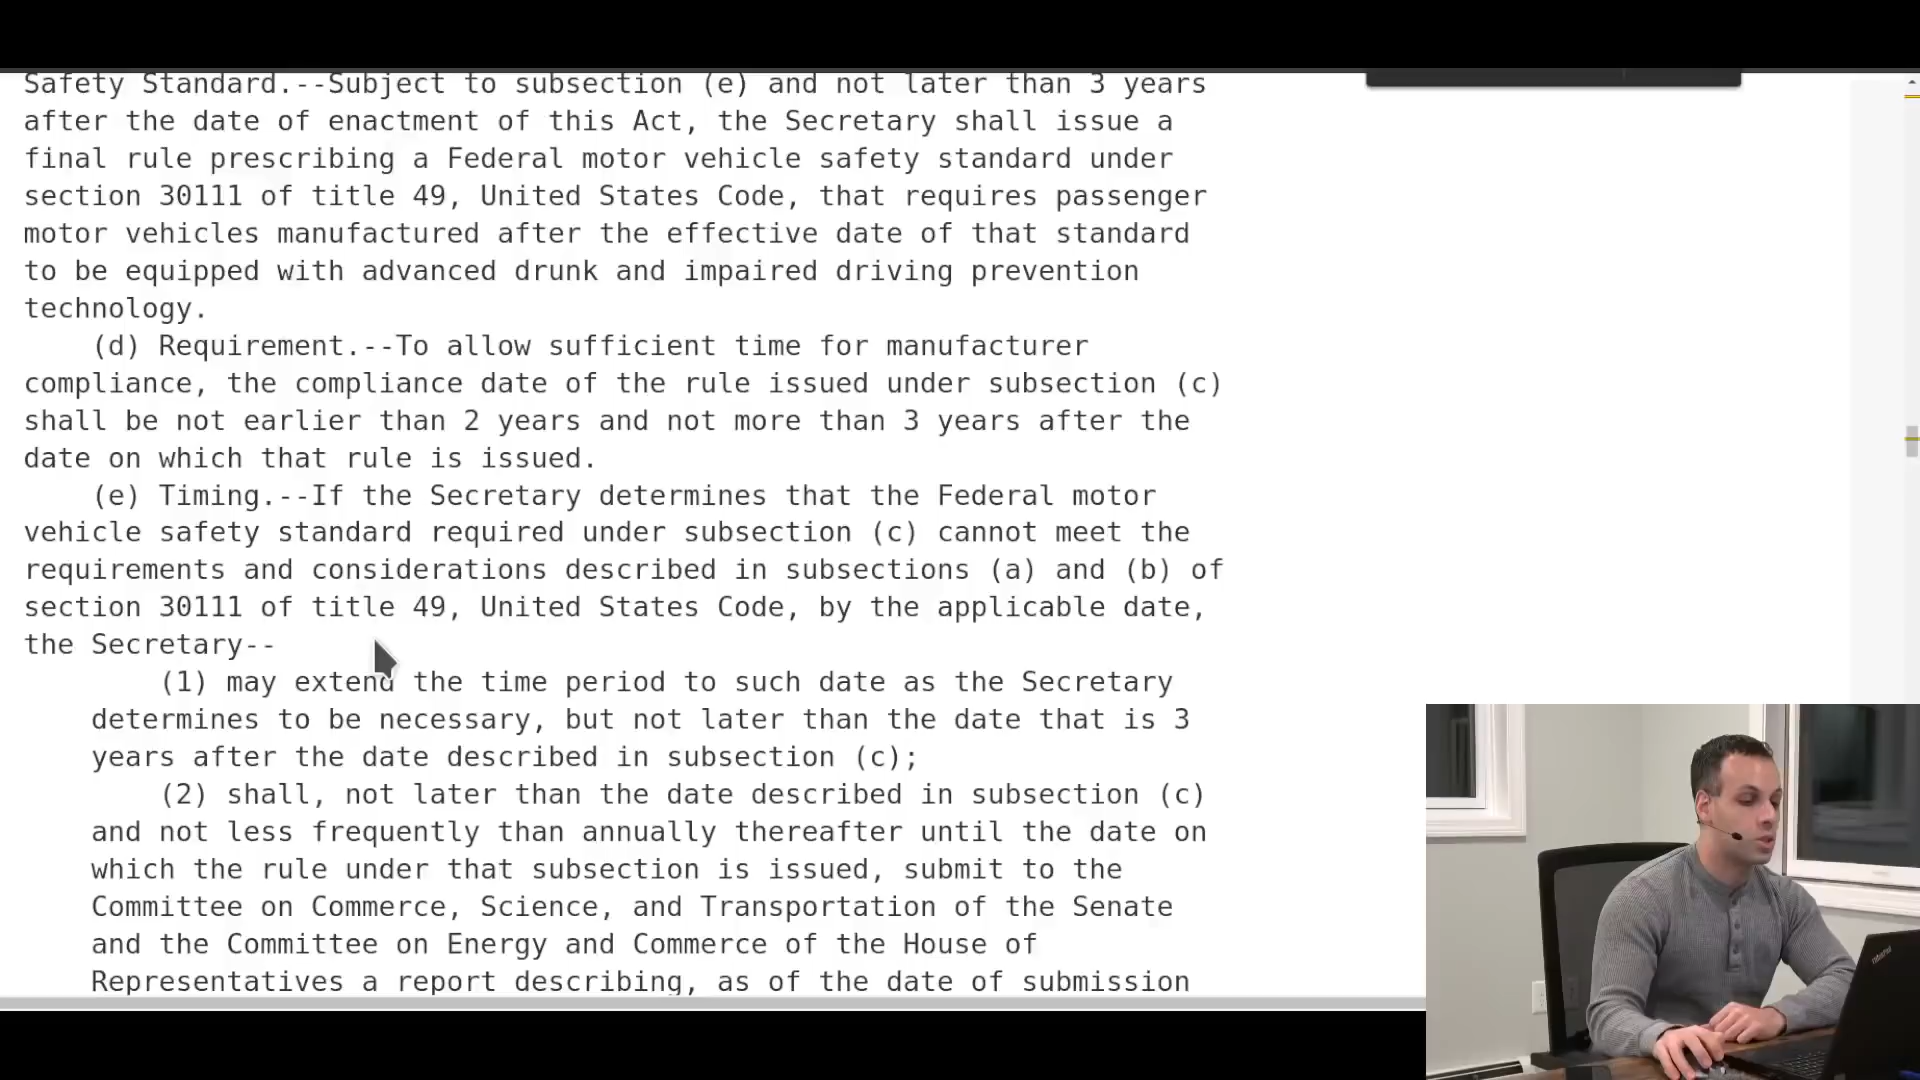 Safety Standard.--Subject to subsection (e) and not later than 3 years
after the date of enactment of this Act, the Secretary shall issue a
final rule prescribing a Federal motor vehicle safety standard under
section 30111 of title 49, United States Code, that requires passenger
motor vehicles manufactured after the effective date of that standard
to be equipped with advanced drunk and impaired driving prevention
technology.
(d) Requirement.--To allow sufficient time for manufacturer
compliance, the compliance date of the rule issued under subsection (c)
shall be not earlier than 2 years and not more than 3 years after the
date on which that rule is issued.
(e) Timing.--If the Secretary determines that the Federal motor
vehicle safety standard required under subsection (c) cannot meet the
requirements and considerations described in subsections (a) and (b) of
section 30111 of title 49, United States Code, by the applicable date,
the Secretary--
(1) may extend the time period to such date as the Secretary
determines to be necessary, but not later than the date that is 3
years after the date described in subsection (c);
(2) shall, not later than the date described in subsection (c)
and not less frequently than annually thereafter until the date on
which the rule under that subsection is issued, submit to the
Committee on Commerce, Science, and Transportation of the Senate
and the Committee on Energy and Commerce of the House of
Representatives a report describing, as of the date of submission
ThinkPad